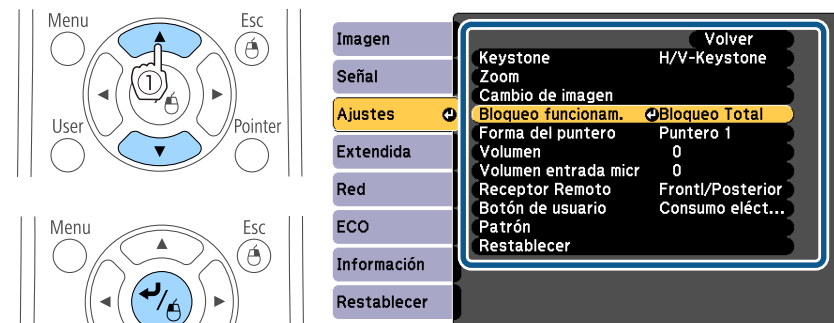 Menu
Esc
1
User
Pointer
Menu
Esc
Imagen
Señal
Ajustes
Extendida
Red
ECO
Información
Restablecer
Volver
Keystone H/V-Keystone
Zoom
Cambio de imagen
Bloqueo funcionam. Bloqueo Total
Forma del puntero Puntero 1
Volumen 0
Volumen entrada micr 0
Receptor Remoto Frontl/Posterior
Botón de usuario Consumo eléct...
Patrón
Restablecer